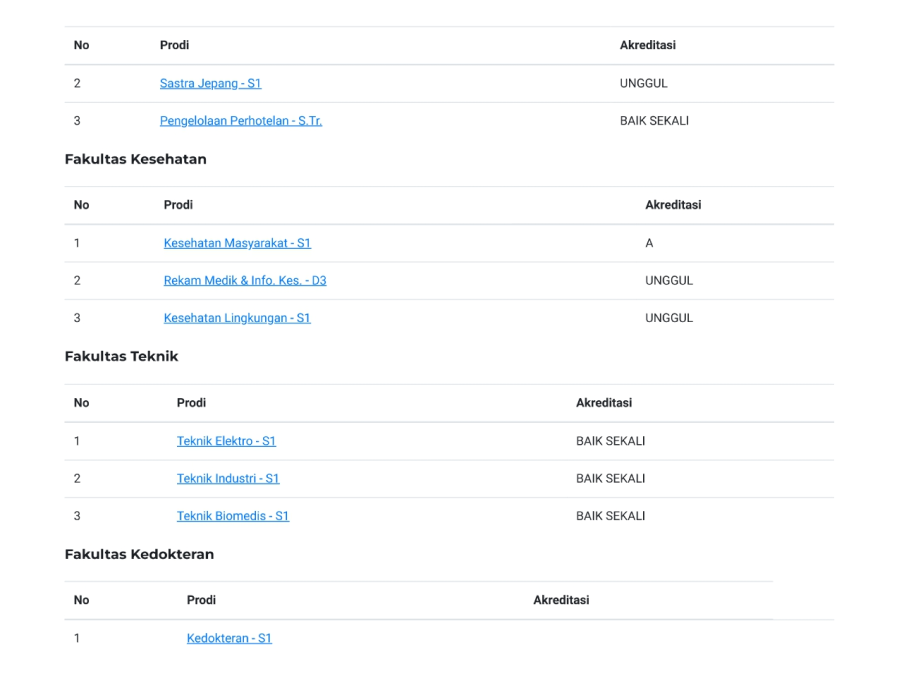 No Prodi Akreditasi
2 Sastra Jepang - S1 UNGGUL
3 Pengelolaan Perhotelan - S.Tr. BAIK SEKALI
Fakultas Kesehatan
No Prodi Akreditasi
1 Kesehatan Masyarakat - S1 A
2 Rekam Medik & Info. Kes. - D3 UNGGUL
3 Kesehatan Lingkungan - S1 UNGGUL
Fakultas Teknik
No Prodi Akreditasi
1 Teknik Elektro - S1 BAIK SEKALI
2 Teknik Industri - S1 BAIK SEKALI
3 Teknik Biomedis - S1 BAIK SEKALI
Fakultas Kedokteran
No Prodi Akreditasi
1 Kedokteran - S1